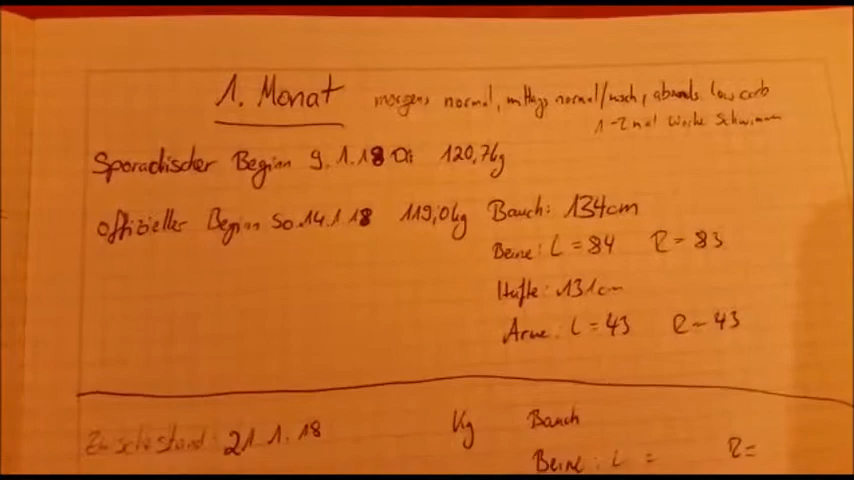 1. Monat
morgens normal, mittags normal/wsch, abends low carb
1-2 mal Woche Schwimmen
Sporadischer Beginn 9.1.18 Di 120,7kg
offizieller Beginn So.14.1.18 119,0kg Bauch: 134cm
Beine: L = 84 R = 83
Hüfte: 131cm
Arme: L = 43 R = 43
21.1.18 Kg Bauch
Beine: L = R =